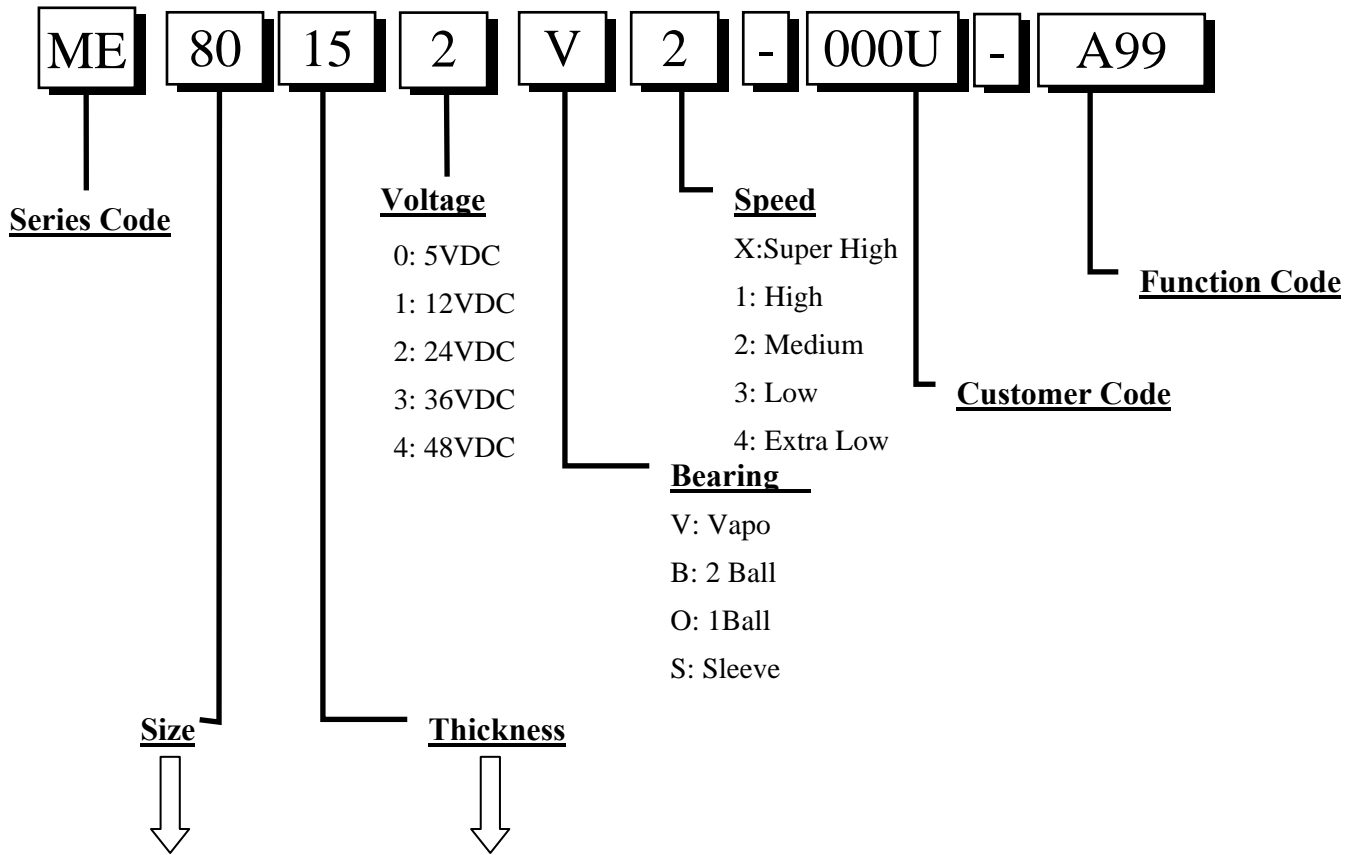 ME 80 15 2 V 2 - 000U - A99
Series Code
Voltage
0: 5VDC
1: 12VDC
2: 24VDC
3: 36VDC
4: 48VDC
Speed
X:Super High
1: High
2: Medium
3: Low
4: Extra Low
Function Code
Customer Code
Bearing
V: Vapo
B: 2 Ball
O: 1Ball
S: Sleeve
Size
Thickness